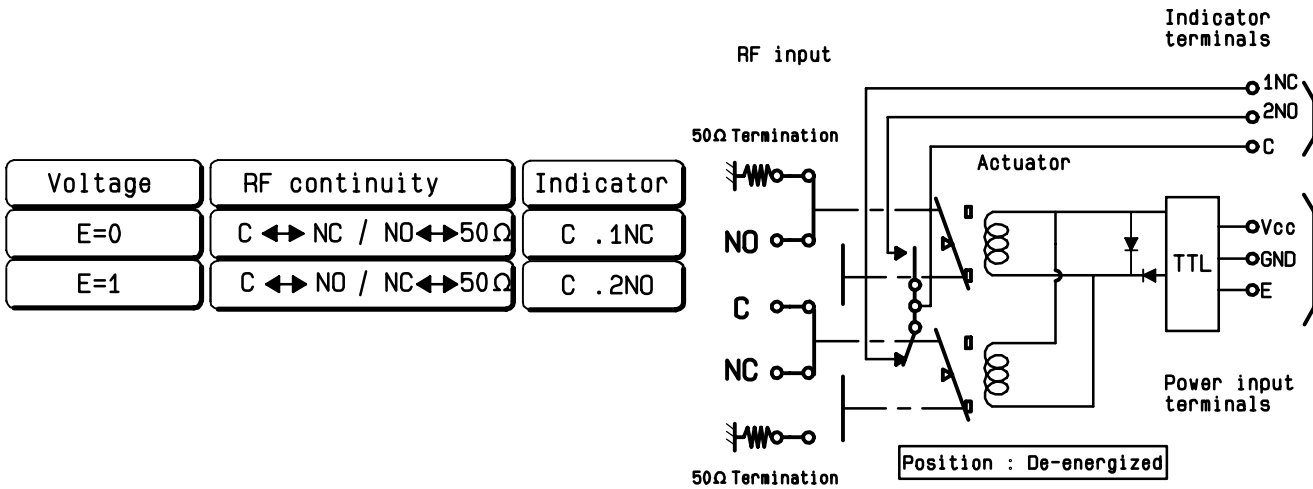 Voltage RF continuity Indicator
E=0 C ↔ NC / NO↔50Ω C .1NC
E=1 C ↔ NO / NC↔50Ω C .2NO
Indicator
terminals
RF input
1NC
2NO
C
50Ω Termination
Actuator
NO
C
NC
TTL
Vcc
GND
E
Power input
terminals
Position : De-energized
50Ω Termination